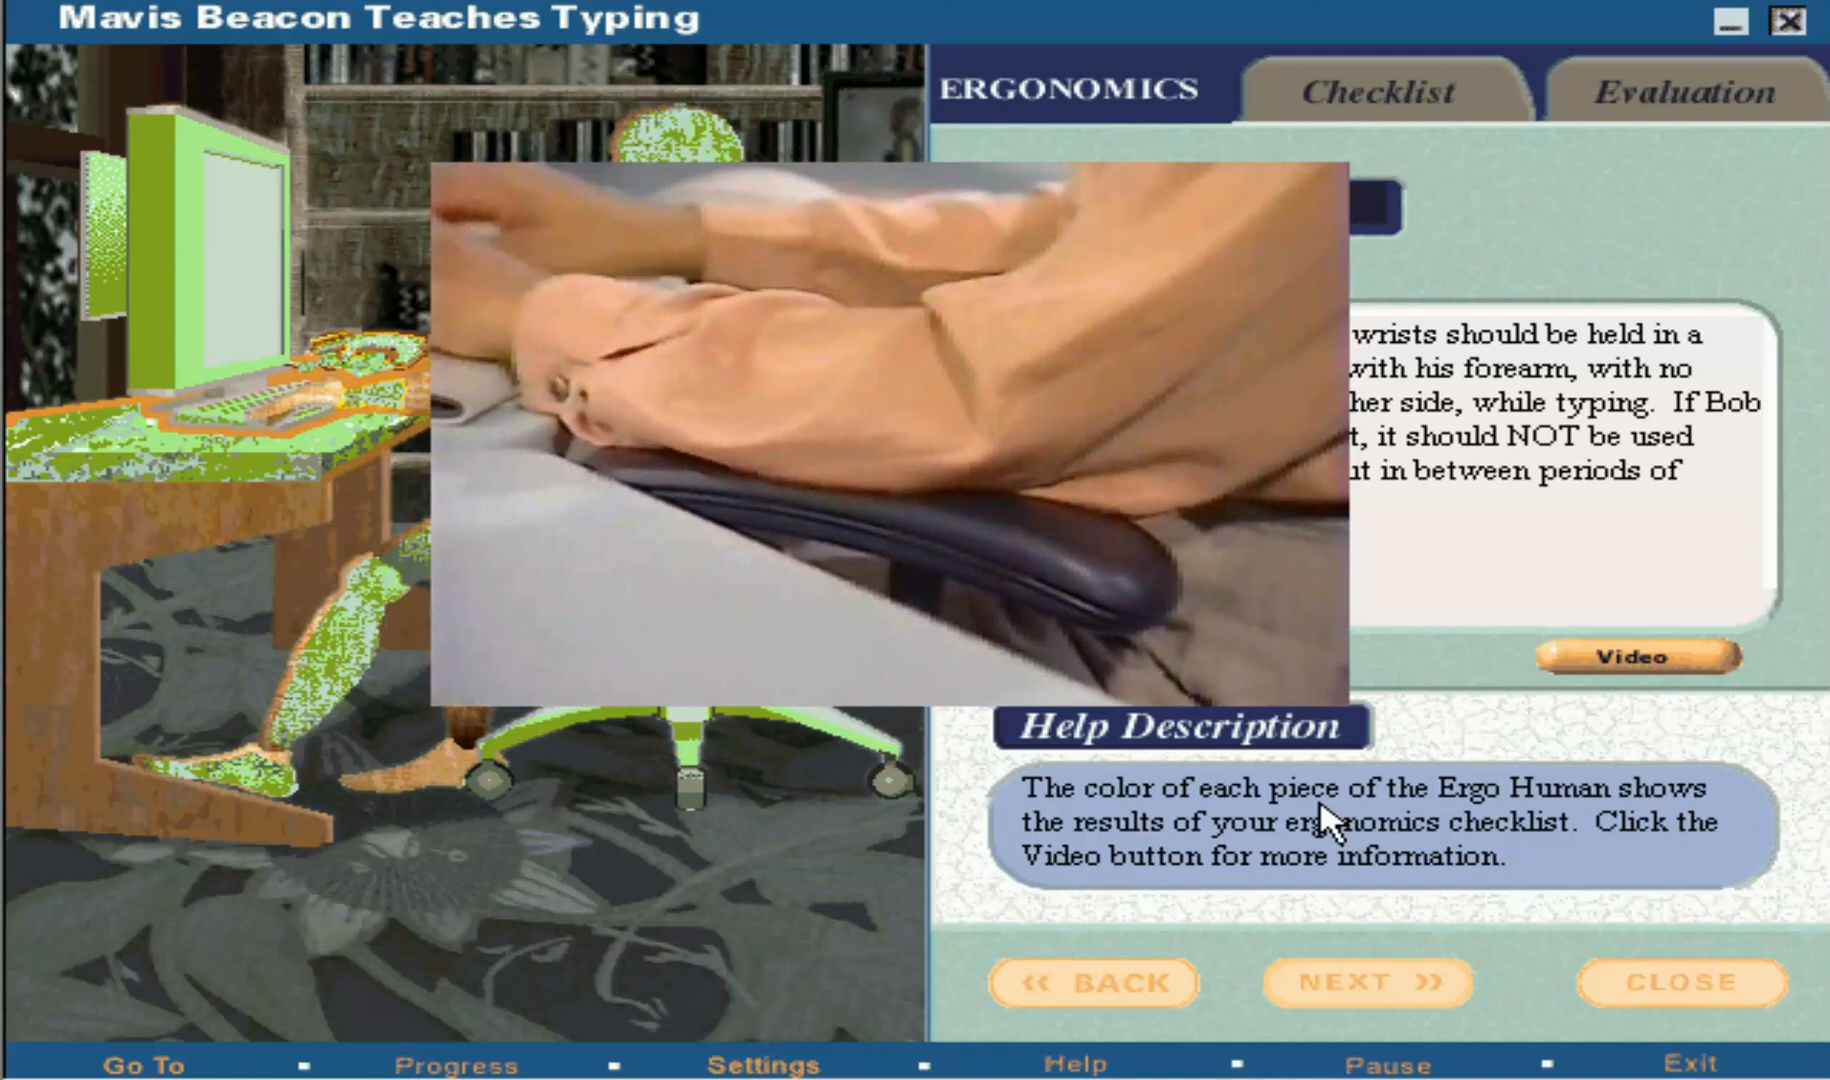 Mavis Beacon Teaches Typing
ERGONOMICS
Checklist
Evaluation
wrists should be held in a
with his forearm, with no
her side, while typing. If Bob
t, it should NOT be used
ut in between periods of
Video
Help Description
The color of each piece of the Ergo Human shows
the results of your ergonomics checklist. Click the
Video button for more information.
<< BACK
NEXT >>
CLOSE
Go To
Progress
Settings
Help
Pause
Exit